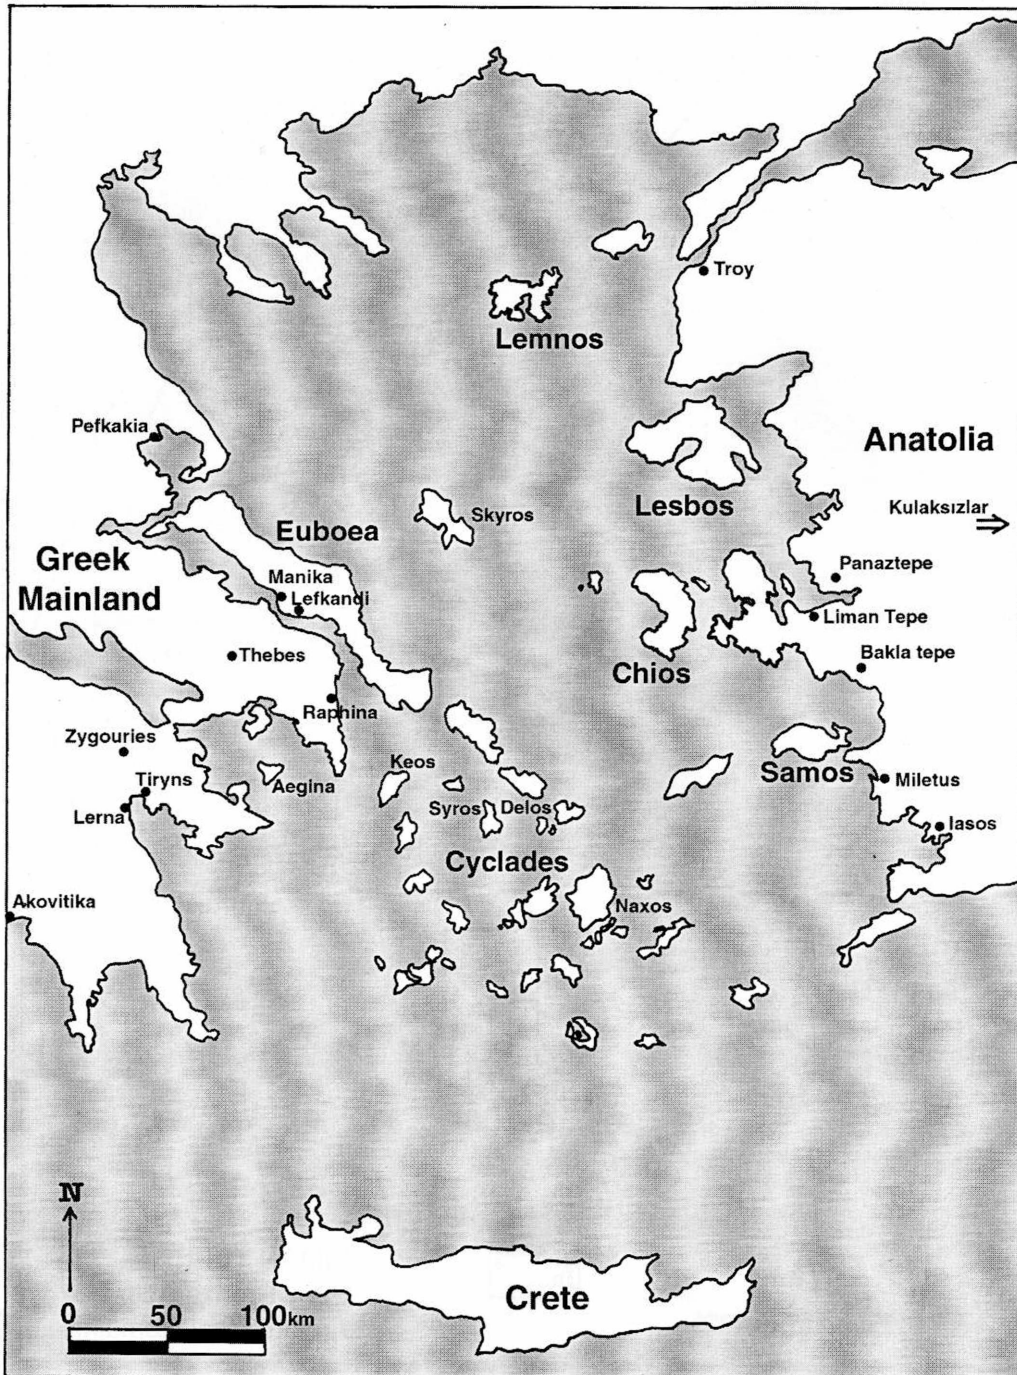 Troy
Lemnos
Pefkakia
Anatolia
Lesbos
Skyros
Kulaksızlar
Euboea
Greek
Mainland
Manika
Lefkandi
Panaztepe
Liman Tepe
Thebes
Chios
Bakla tepe
Raphina
Zygouries
Keos
Samos
Tiryns
Aegina
Miletus
Lerna
Syros
Delos
Iasos
Cyclades
Akovitika
Naxos
N
0 50 100km
Crete